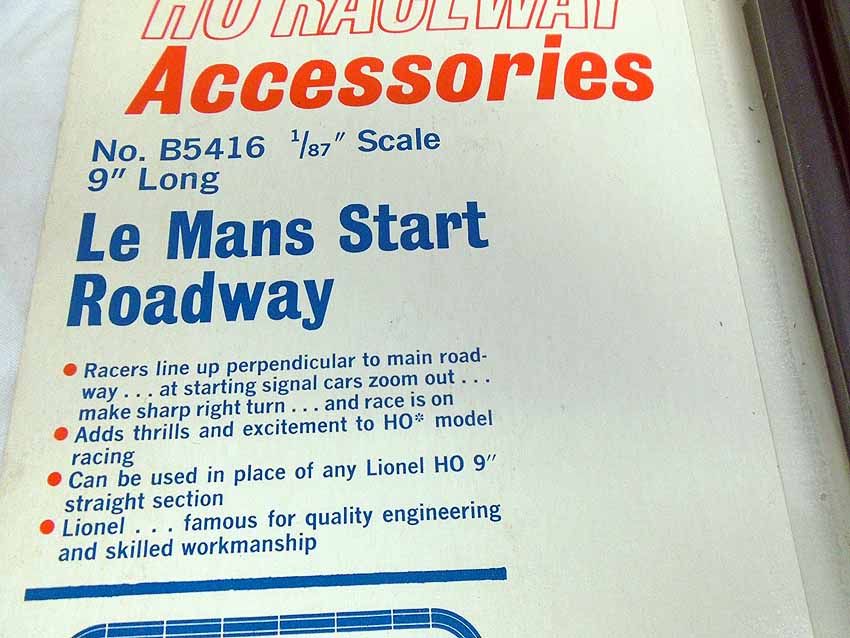 HO RACEWAY
Accessories
No. B5416 1/87″ Scale
9″ Long
Le Mans Start
Roadway
• Racers line up perpendicular to main road-
way . . . at starting signal cars zoom out . . .
make sharp right turn . . . and race is on
• Adds thrills and excitement to HO* model
racing
• Can be used in place of any Lionel HO 9″
straight section
• Lionel . . . famous for quality engineering
and skilled workmanship